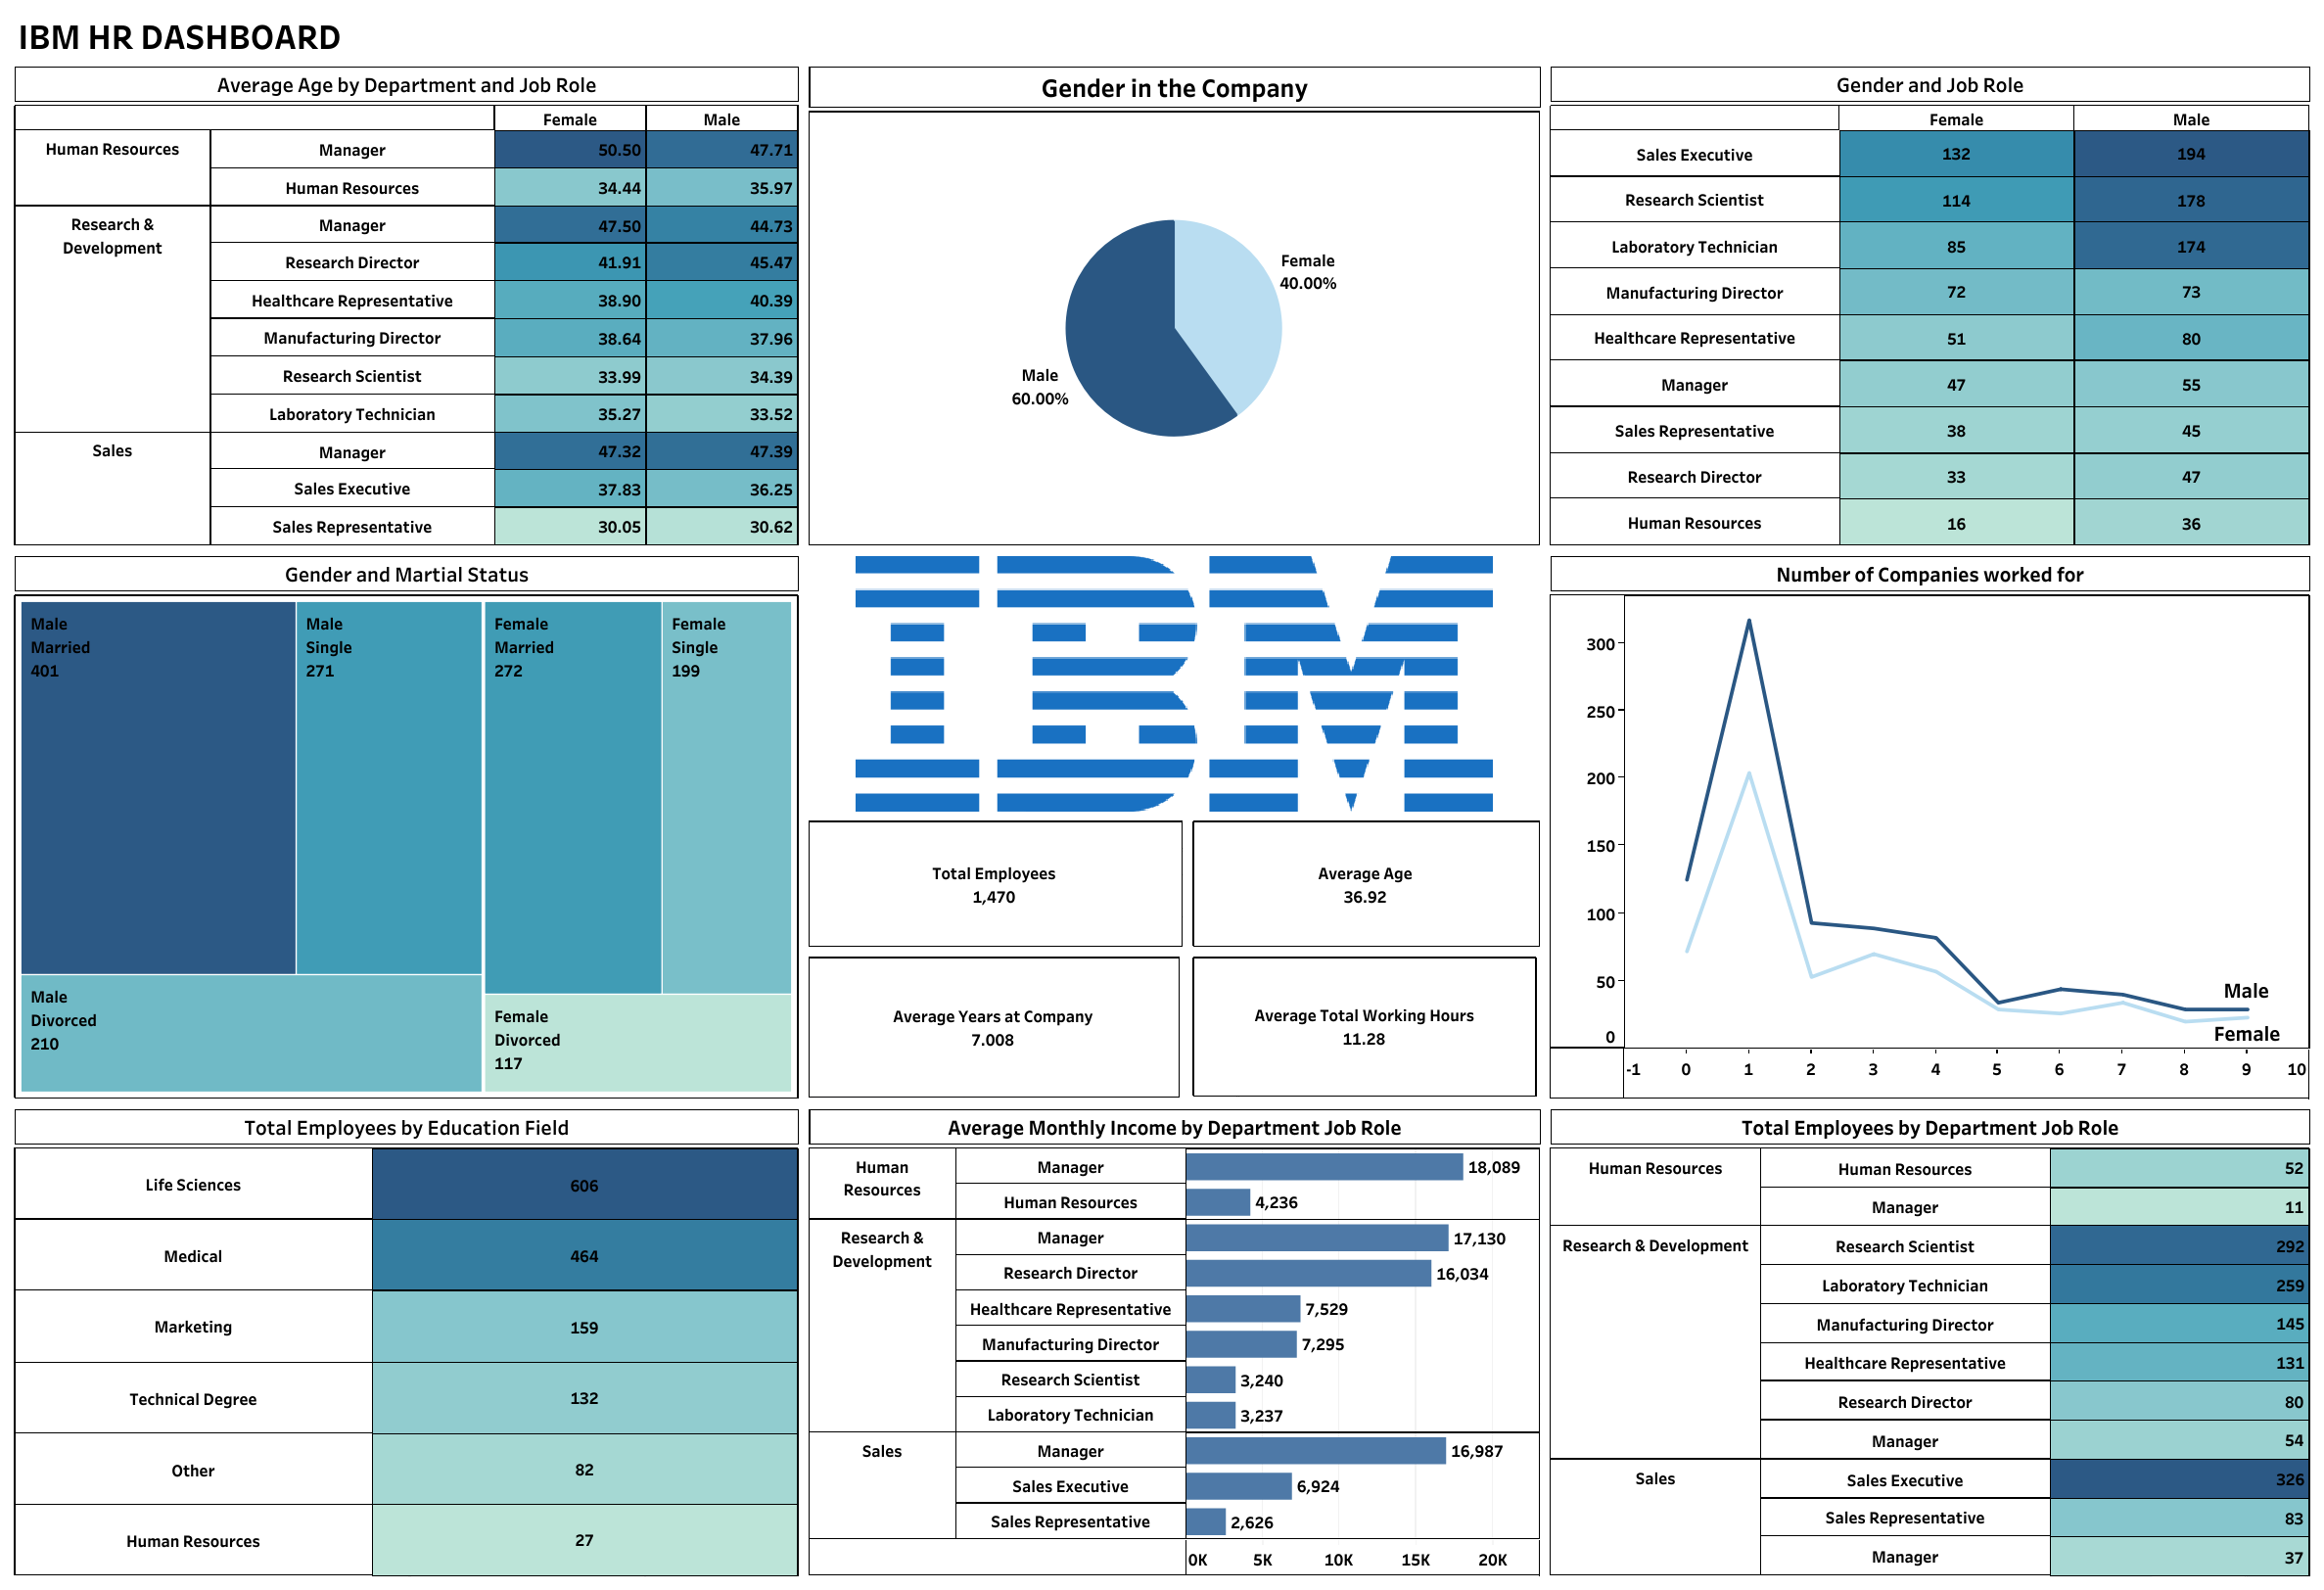 IBM HR DASHBOARD
Average Age by Department and Job Role
Female Male
Human Resources Manager 50.50 47.71
Human Resources 34.44 35.97
Research &
Development
Manager 47.50 44.73
Research Director 41.91 45.47
Healthcare Representative 38.90 40.39
Manufacturing Director 38.64 37.96
Research Scientist 33.99 34.39
Laboratory Technician 35.27 33.52
Sales Manager 47.32 47.39
Sales Executive 37.83 36.25
Sales Representative 30.05 30.62
Gender in the Company
Female
40.00%
Male
60.00%
Gender and Job Role
Female Male
Sales Executive 132 194
Research Scientist 114 178
Laboratory Technician 85 174
Manufacturing Director 72 73
Healthcare Representative 51 80
Manager 47 55
Sales Representative 38 45
Research Director 33 47
Human Resources 16 36
Gender and Martial Status
Male
Married
401
Male
Single
271
Female
Married
272
Female
Single
199
Male
Divorced
210
Female
Divorced
117
IBM
Total Employees
1,470
Average Age
36.92
Average Years at Company
7.008
Average Total Working Hours
11.28
Number of Companies worked for
300
250
200
150
100
50
0
Male
Female
-1 0 1 2 3 4 5 6 7 8 9 10
Total Employees by Education Field
Life Sciences 606
Medical 464
Marketing 159
Technical Degree 132
Other 82
Human Resources 27
Average Monthly Income by Department Job Role
Human
Resources
Manager 18,089
Human Resources 4,236
Research &
Development
Manager 17,130
Research Director 16,034
Healthcare Representative 7,529
Manufacturing Director 7,295
Research Scientist 3,240
Laboratory Technician 3,237
Sales Manager 16,987
Sales Executive 6,924
Sales Representative 2,626
0K 5K 10K 15K 20K
Total Employees by Department Job Role
Human Resources Human Resources 52
Manager 11
Research & Development Research Scientist 292
Laboratory Technician 259
Manufacturing Director 145
Healthcare Representative 131
Research Director 80
Manager 54
Sales Sales Executive 326
Sales Representative 83
Manager 37